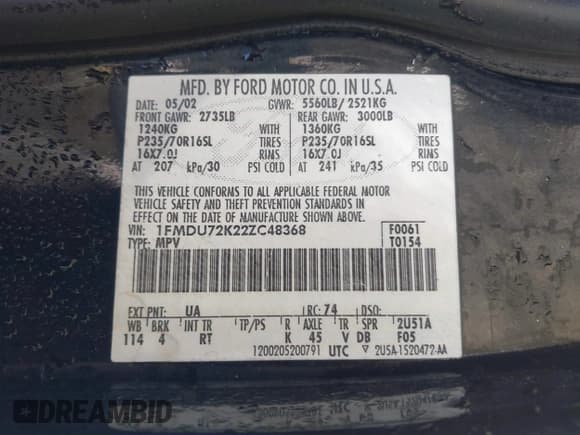 MFD. BY FORD MOTOR CO. IN U.S.A.
DATE: 05/02 GVWR: 5560LB/ 2521KG
FRONT GAWR: 2735LB REAR GAWR: 3000LB
1240KG WITH 1360KG WITH
P235/70R16SL TIRES P235/70R16SL TIRES
16X7.0J RIMS 16X7.0J RIMS
AT 207 kPa/30 PSI COLD AT 241 kPa/35 PSI COLD
THIS VEHICLE CONFORMS TO ALL APPLICABLE FEDERAL MOTOR
VEHICLE SAFETY AND THEFT PREVENTION STANDARDS IN EFFECT
ON THE DATE OF MANUFACTURE SHOWN ABOVE.
VIN: 1FMDU72K22ZC48368 F0061
TYPE: MPV T0154
EXT PNT: UA RC: 74 DSO:
WB BRK INT TR TP/PS R AXLE TR SPR 2U51A
114 4 RT K 45 V DB F05
1200205200791 UTC ▽ 2U5A-1520472-AA
DREAMBID